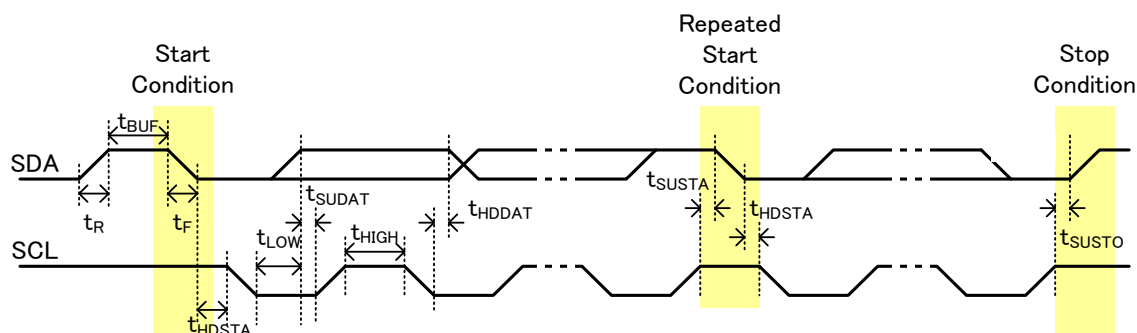 Start
Condition
Repeated
Start
Condition
Stop
Condition
tBUF
SDA
tR
tF
tSUDAT
tHDDAT
tSUSTA
tHDSTA
tSUSTO
tLOW
tHIGH
SCL
tHDSTA